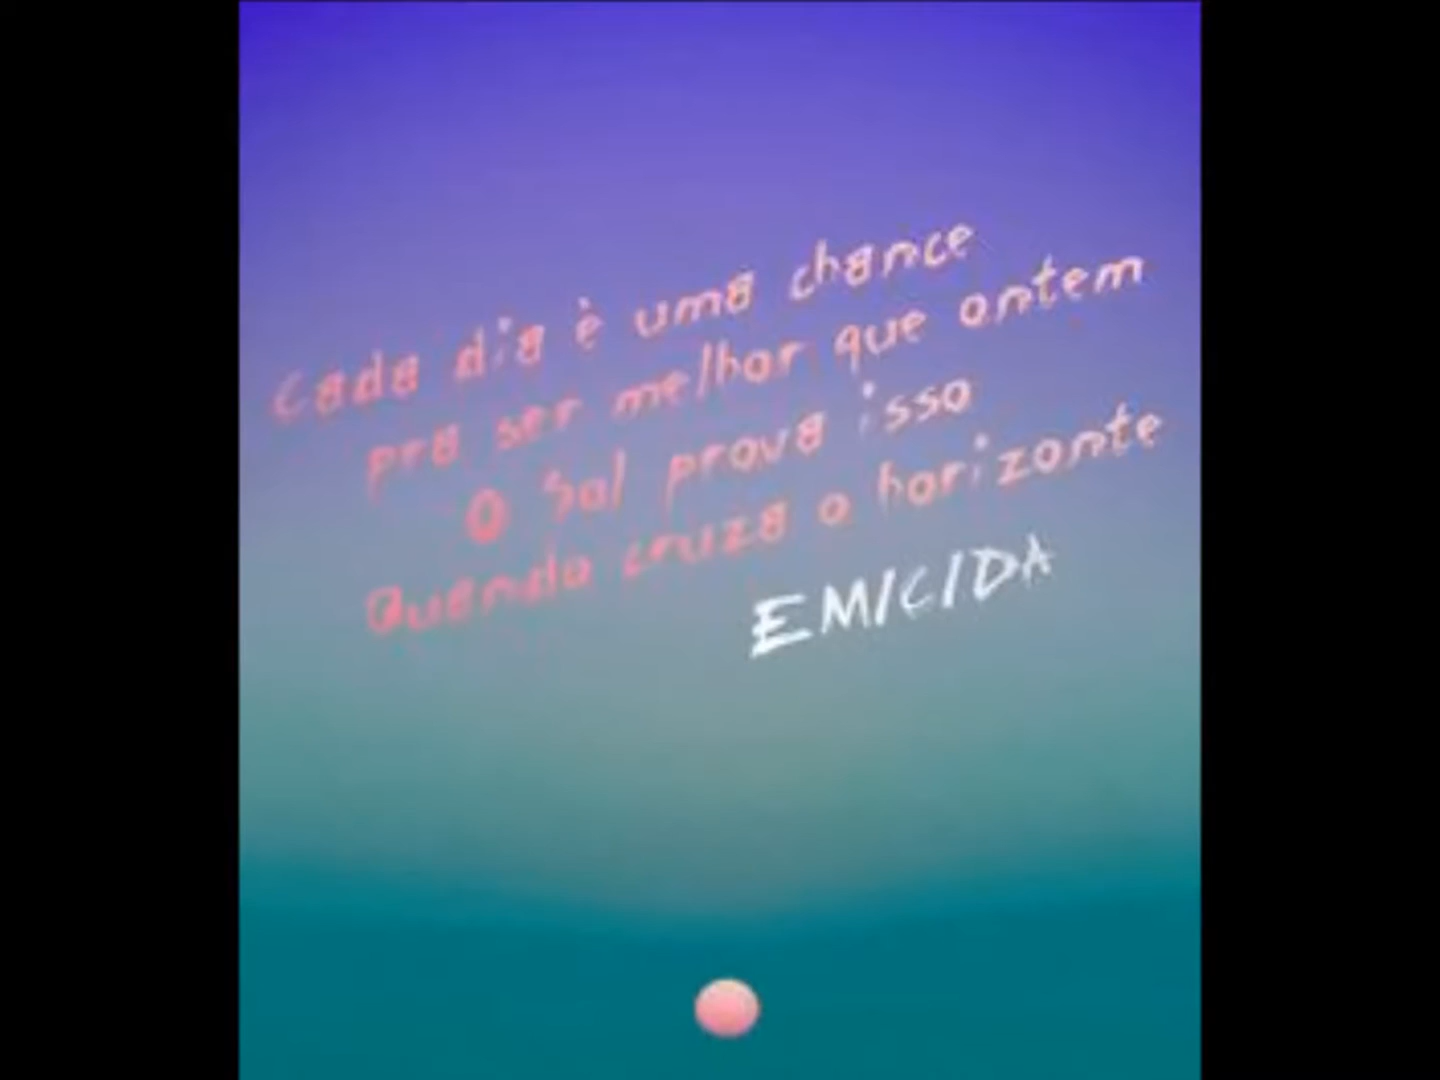 Cada dia è uma chance
pra ser melhor que ontem
O Sol prova isso
Quando cruza o horizonte
EMICIDA